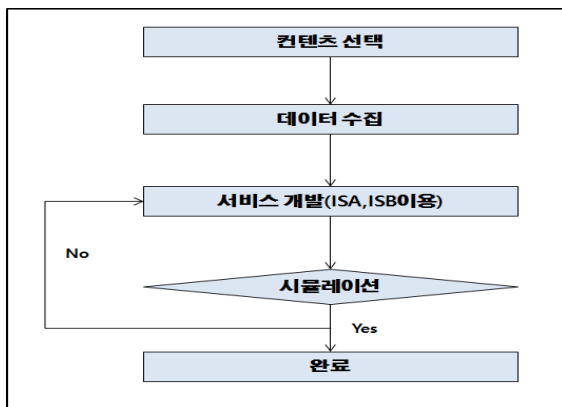 컨텐츠 선택
데이터 수집
서비스 개발(ISA,ISB이용)
No
시뮬레이션
Yes
완료